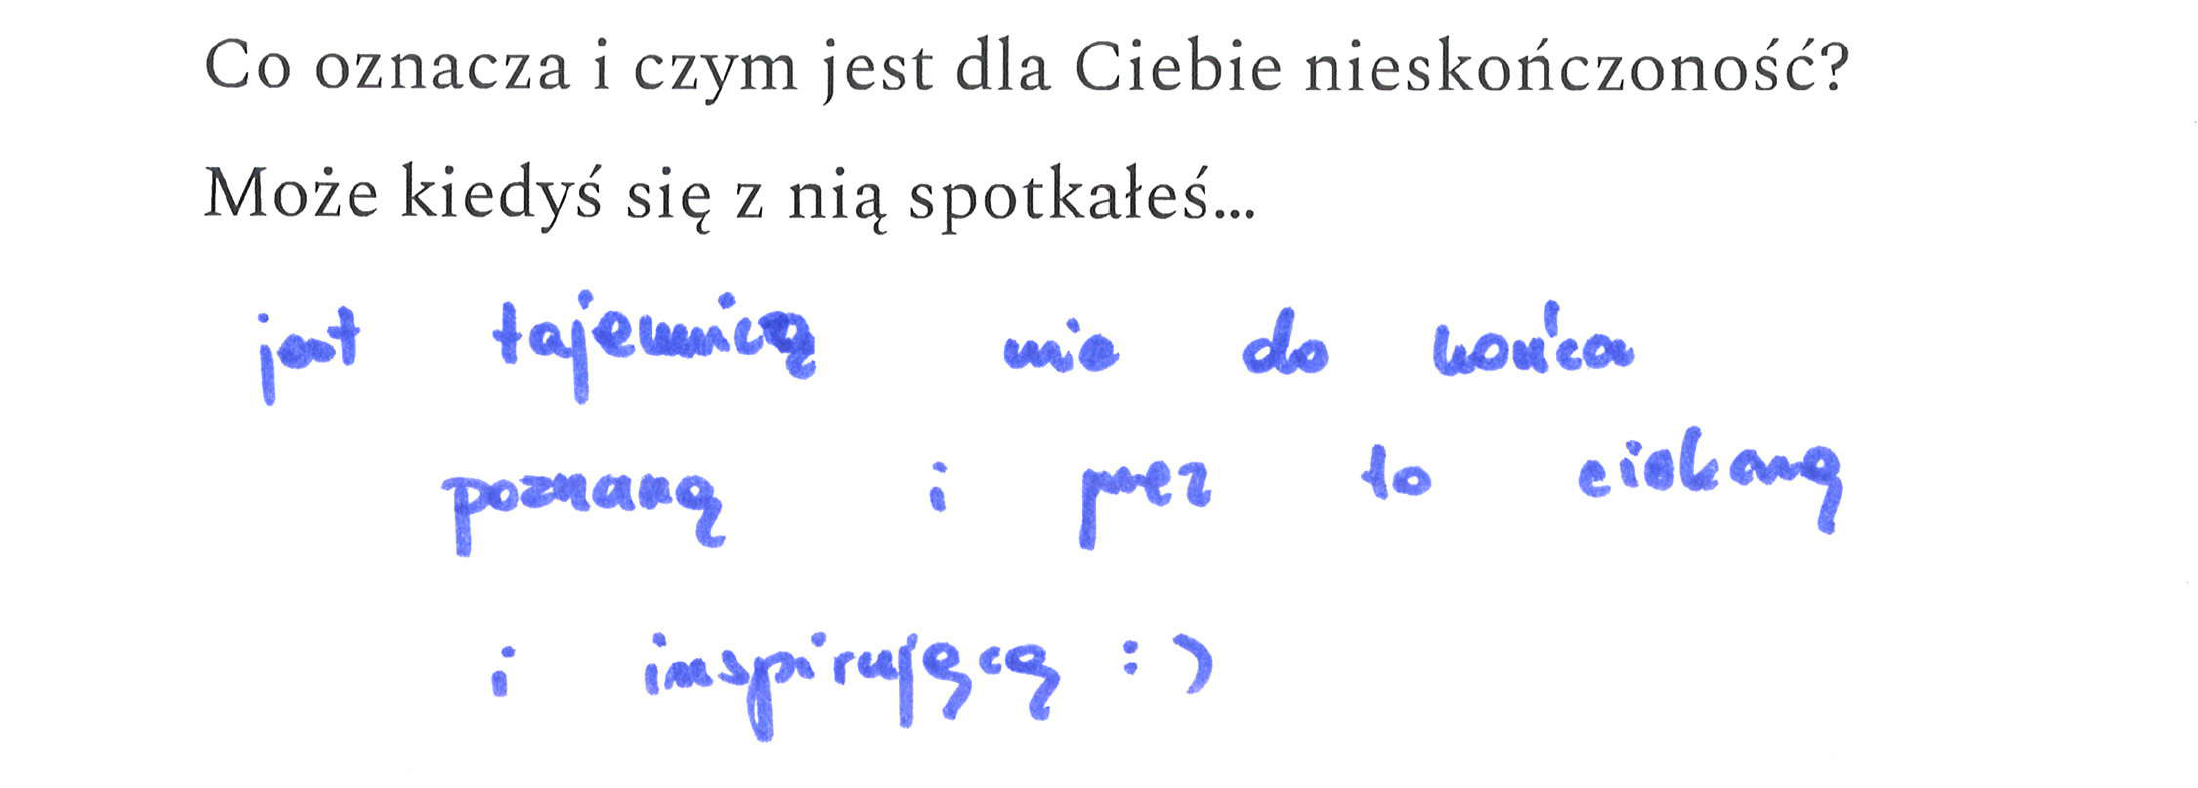 Co oznacza i czym jest dla Ciebie nieskończoność?
Może kiedyś się z nią spotkałeś...
jest tajemnicą nie do końca
poznaną i przez to ciekawą
i inspirującą :)